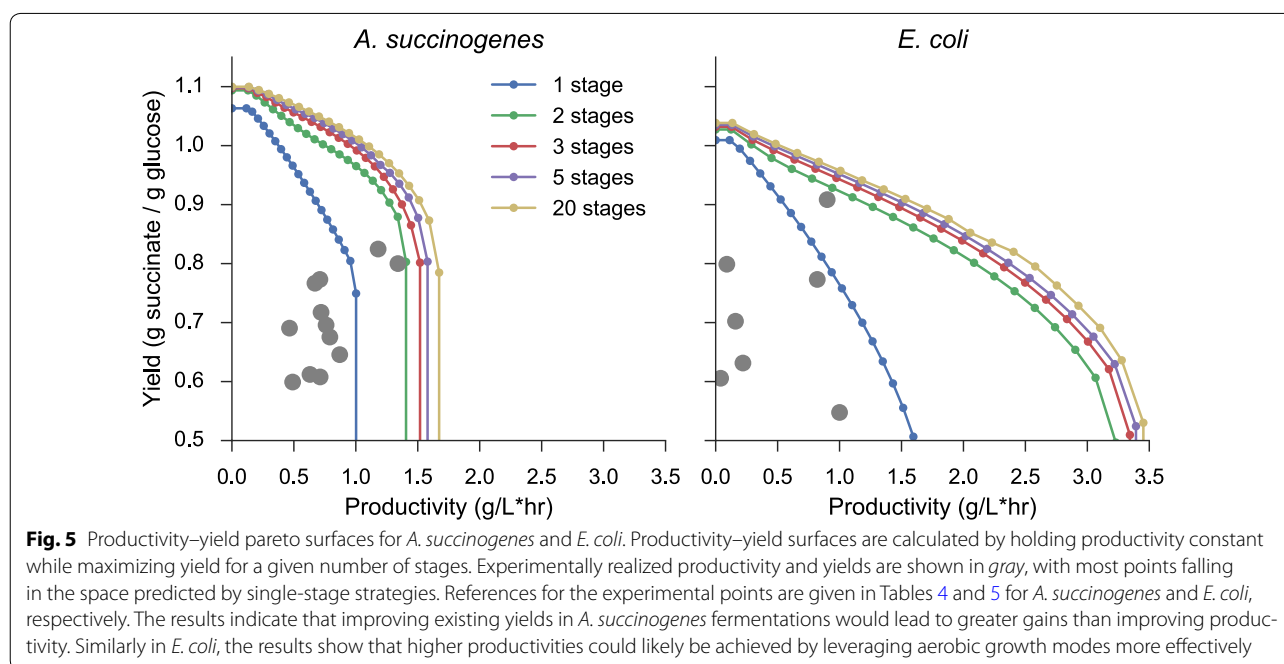 A. succinogenes
E. coli
Yield (g succinate / g glucose)
1.1
1.0
0.9
0.8
0.7
0.6
0.5
1 stage
2 stages
3 stages
5 stages
20 stages
0.0 0.5 1.0 1.5 2.0 2.5 3.0 3.5
0.0 0.5 1.0 1.5 2.0 2.5 3.0 3.5
Productivity (g/L*hr)
Productivity (g/L*hr)
Fig. 5 Productivity–yield pareto surfaces for A. succinogenes and E. coli. Productivity–yield surfaces are calculated by holding productivity constant
while maximizing yield for a given number of stages. Experimentally realized productivity and yields are shown in gray, with most points falling
in the space predicted by single-stage strategies. References for the experimental points are given in Tables 4 and 5 for A. succinogenes and E. coli,
respectively. The results indicate that improving existing yields in A. succinogenes fermentations would lead to greater gains than improving produc-
tivity. Similarly in E. coli, the results show that higher productivities could likely be achieved by leveraging aerobic growth modes more effectively